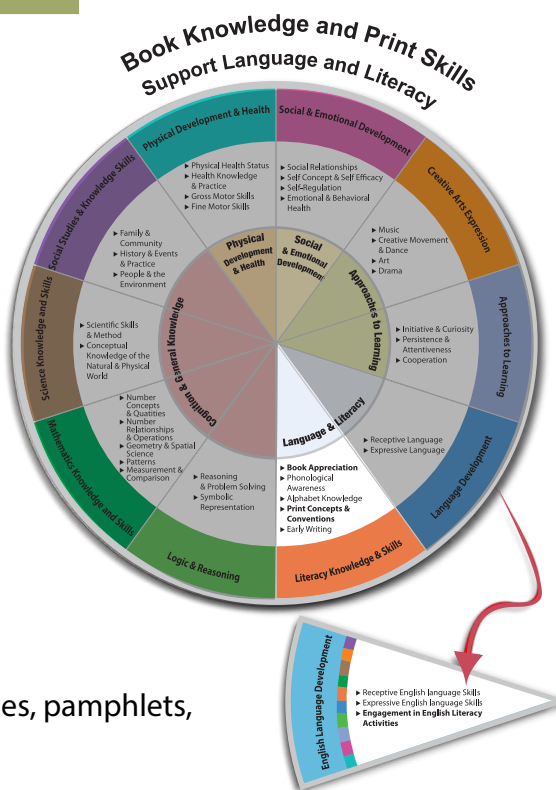 Book Knowledge and Print Skills
Support Language and Literacy
Physical Development & Health
▸ Physical Health Status
▸ Health Knowledge
& Practice
▸ Gross Motor Skills
▸ Fine Motor Skills
Social & Emotional Development
▸ Social Relationships
▸ Self Concept & Self Efficacy
▸ Self-Regulation
▸ Emotional & Behavioral
Health
Creative Arts Expression
▸ Music
▸ Creative Movement
& Dance
▸ Art
▸ Drama
Approaches to Learning
▸ Initiative & Curiosity
▸ Persistence &
Attentiveness
▸ Cooperation
Language Development
▸ Receptive Language
▸ Expressive Language
Literacy Knowledge & Skills
▸ Book Appreciation
▸ Phonological
Awareness
▸ Alphabet Knowledge
▸ Print Concepts &
Conventions
▸ Early Writing
Logic & Reasoning
▸ Reasoning
& Problem Solving
▸ Symbolic
Representation
Mathematics Knowledge and Skills
▸ Number
Concepts
& Quatities
▸ Number
Relationships
& Operations
▸ Geometry & Spatial
Science
▸ Patterns
▸ Measurement &
Comparison
Science Knowledge and Skills
▸ Scientific Skills
& Method
▸ Conceptual
Knowledge of the
Natural & Physical
World
Social Studies & Knowledge Skills
▸ Family &
Community
▸ History & Events
& Practice
▸ People & the
Environment
Physical
Development
& Health
Social
& Emotional
Development
Approaches to Learning
Language & Literacy
Cognition & General Knowledge
English Language Development
▸ Receptive English language Skills
▸ Expressive English language Skills
▸ Engagement in English Literacy
Activities
es, pamphlets,